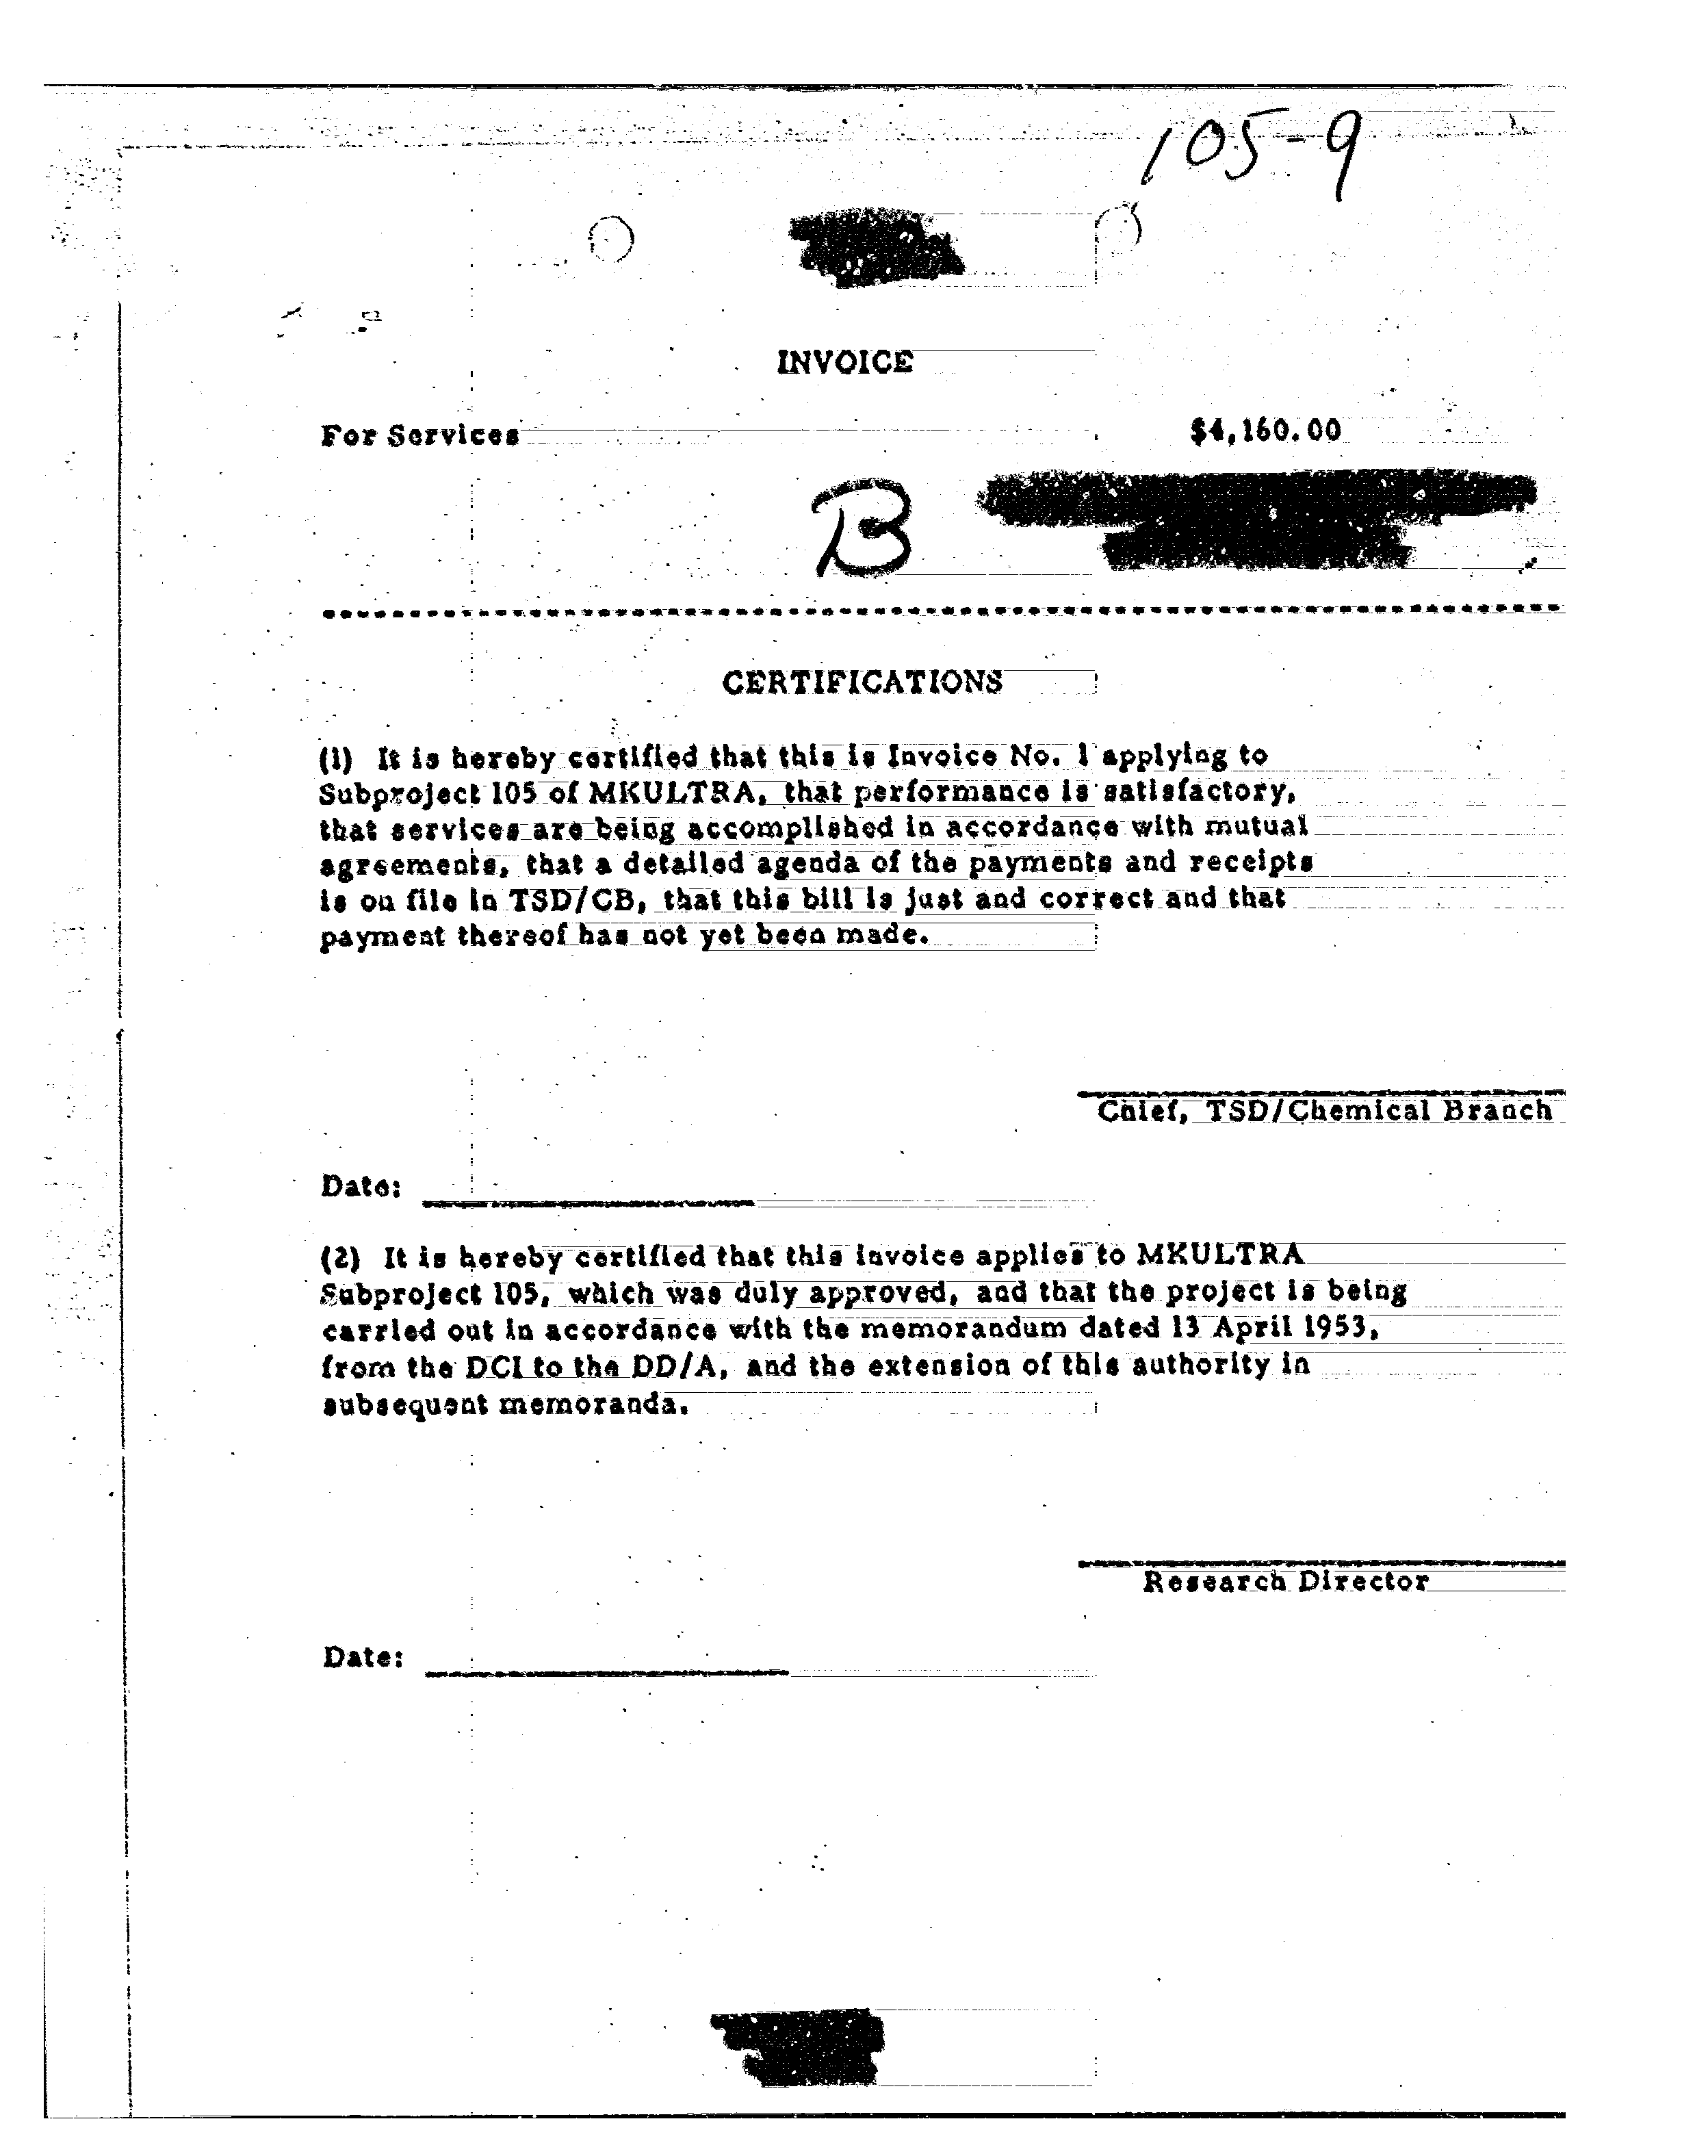 105-9
INVOICE
For Services
$4,160.00
B
CERTIFICATIONS
(1) It is hereby certified that this is Invoice No. 1 applying to
Subproject 105 of MKULTRA, that performance is satisfactory,
that services are being accomplished in accordance with mutual
agreements, that a detailed agenda of the payments and receipts
is on file in TSD/CB, that this bill is just and correct and that
payment thereof has not yet been made.
Chief, TSD/Chemical Branch
Date:
(2) It is hereby certified that this invoice applies to MKULTRA
Subproject 105, which was duly approved, and that the project is being
carried out in accordance with the memorandum dated 13 April 1953,
from the DCI to the DD/A, and the extension of this authority in
subsequent memoranda.
Research Director
Date: